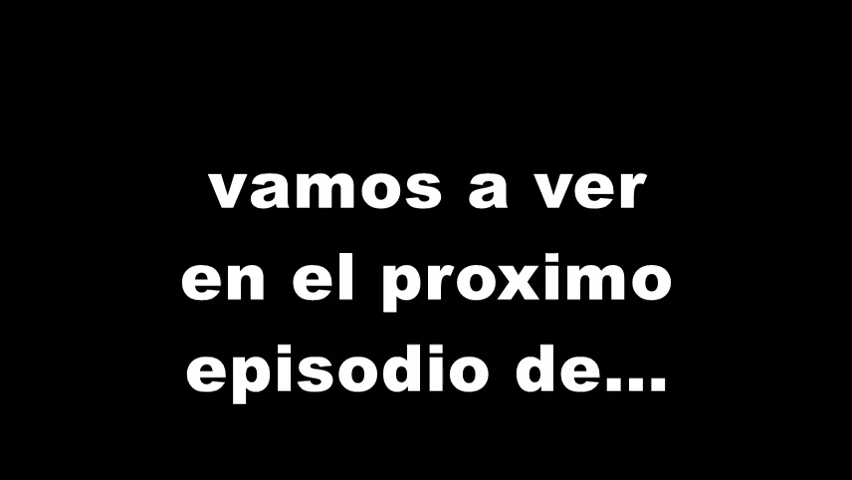 vamos a ver
en el proximo
episodio de...